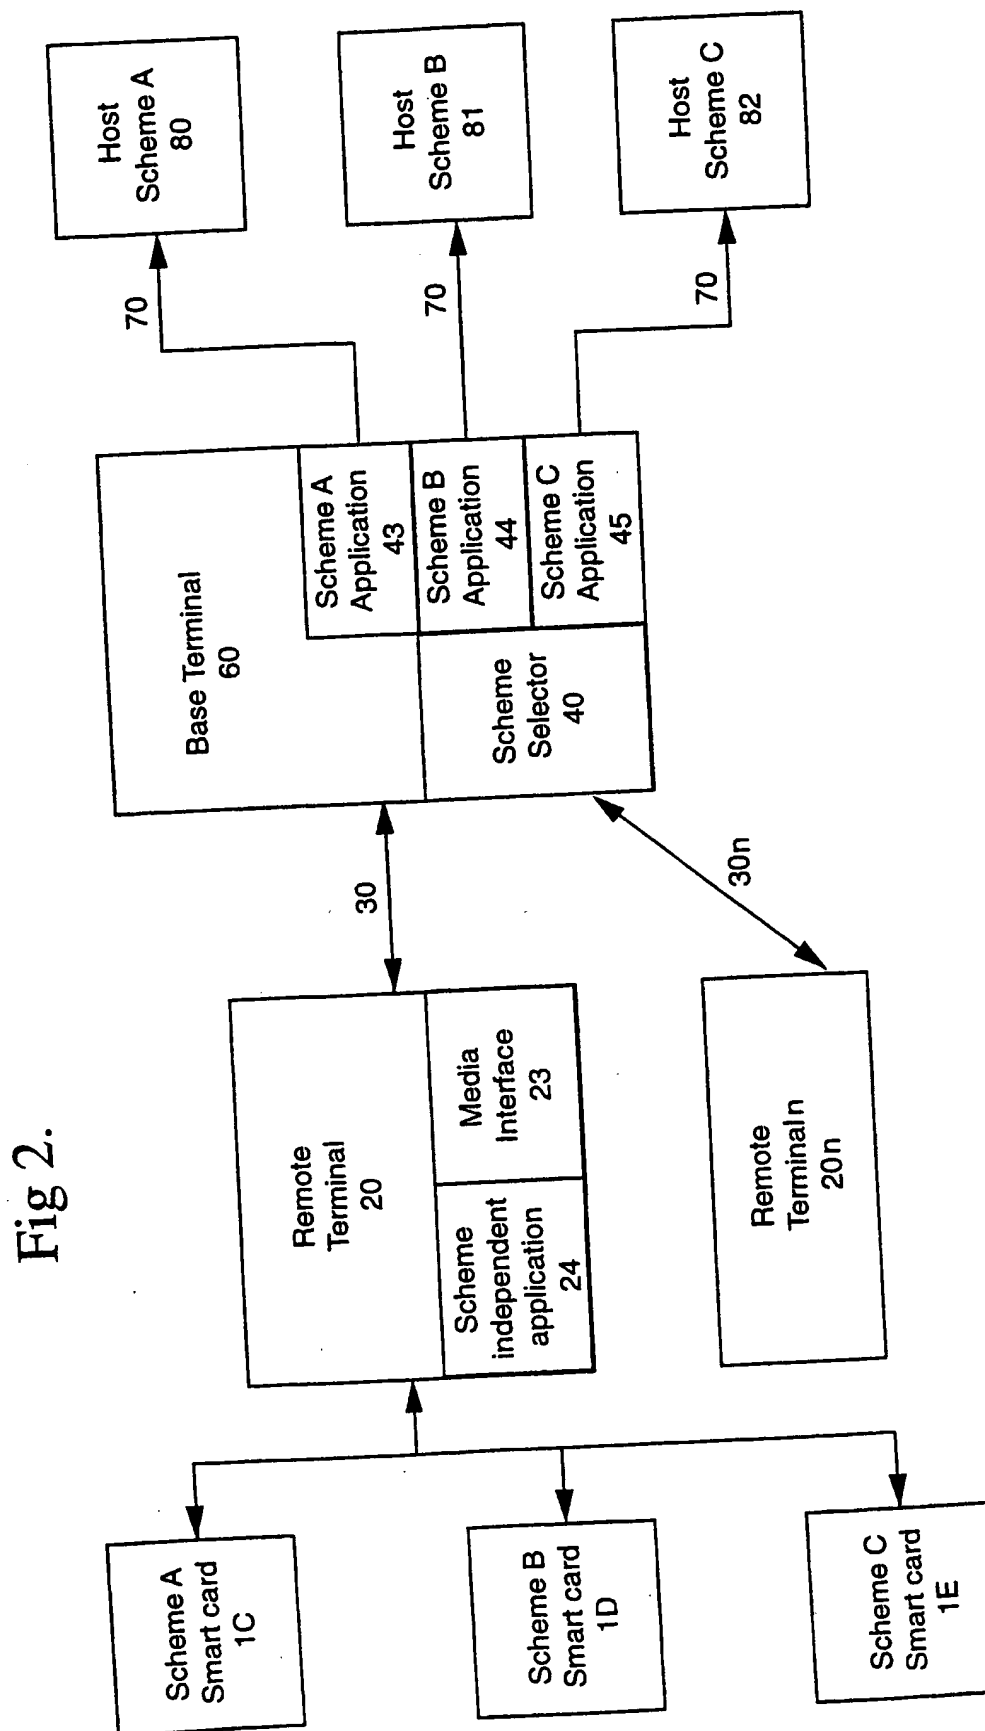 Fig 2.
Scheme A
Smart card
1C
Scheme B
Smart card
1D
Scheme C
Smart card
1E
Remote
Terminal
20
Scheme
independent
application
24
Media
Interface
23
Remote
Terminal n
20n
30
30n
Base Terminal
60
Scheme
Selector
40
Scheme A
Application
43
Scheme B
Application
44
Scheme C
Application
45
70
70
70
Host
Scheme A
80
Host
Scheme B
81
Host
Scheme C
82